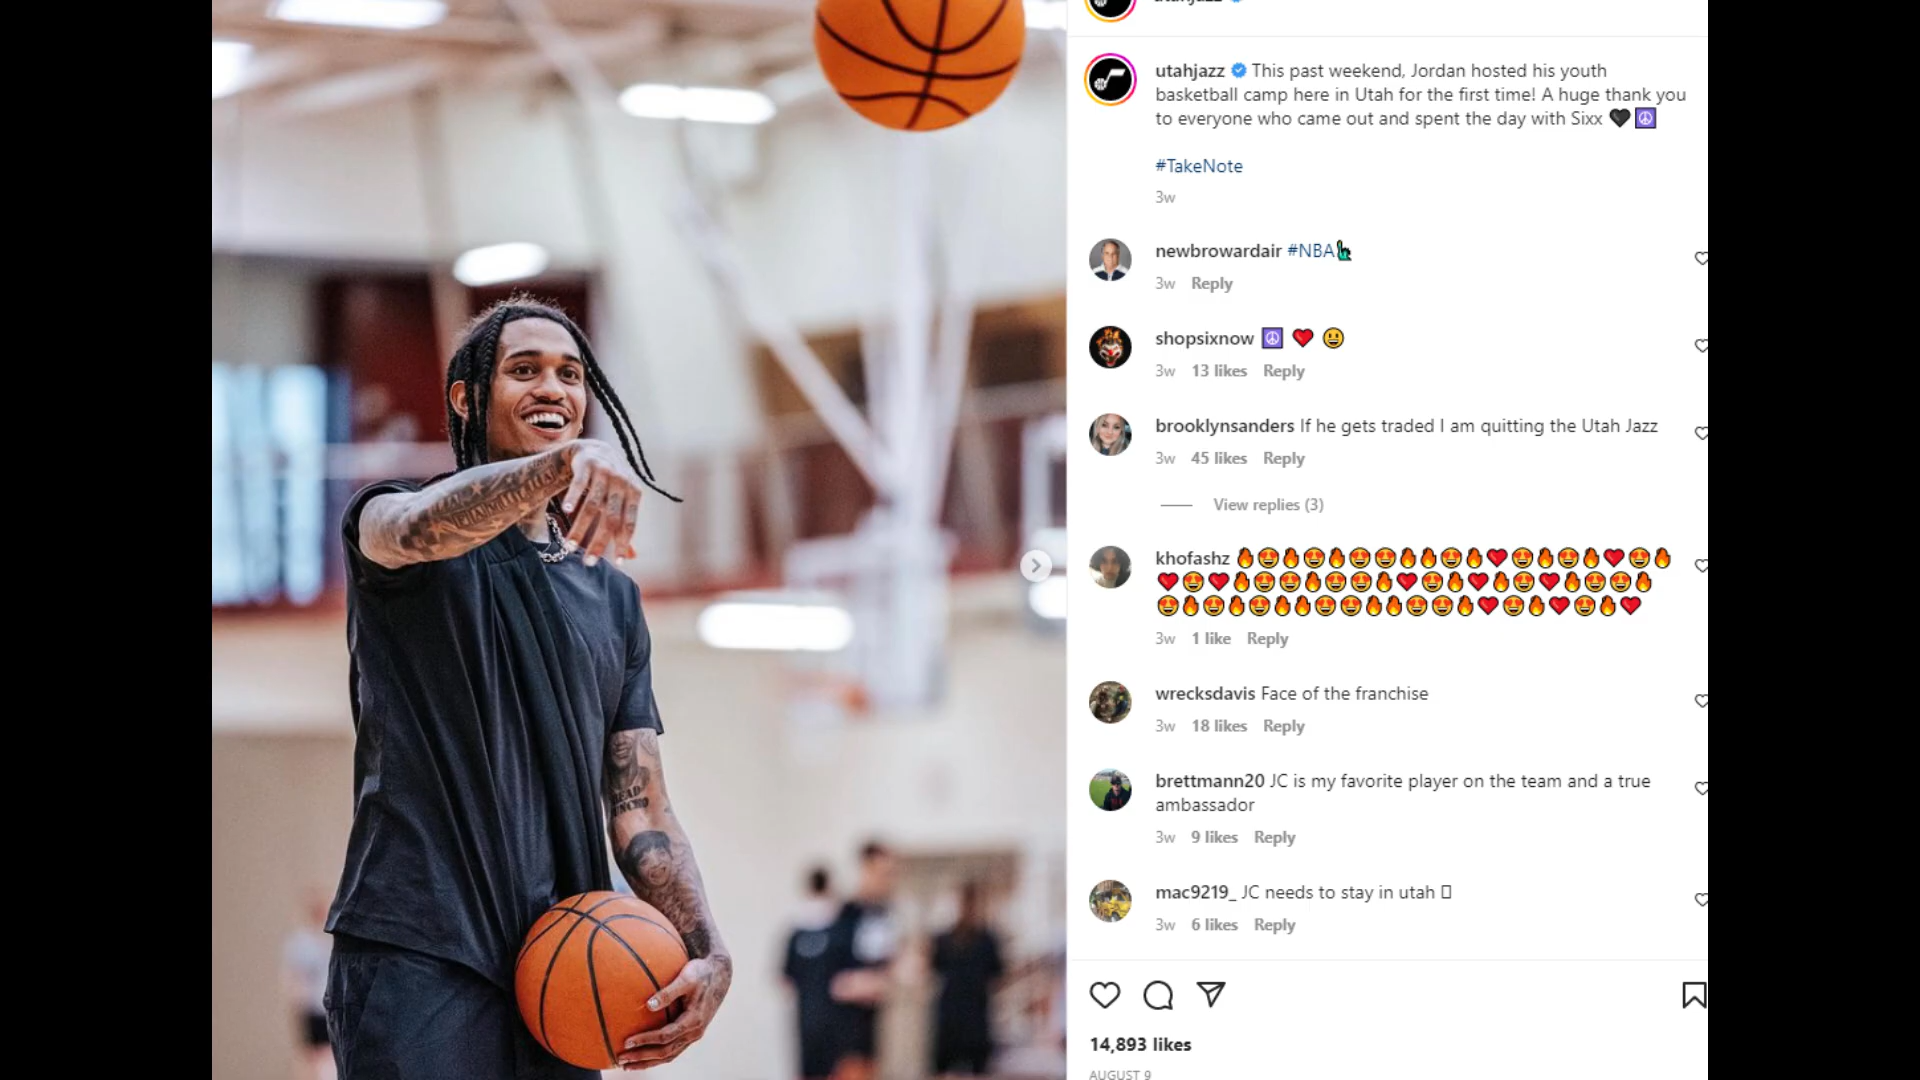 utahjazz This past weekend, Jordan hosted his youth
basketball camp here in Utah for the first time! A huge thank you
to everyone who came out and spent the day with Sixx 🖤☮️
#TakeNote
3w
newbrowardair #NBA
3w Reply
shopsixnow ☮️ ❤️ 😃
3w 13 likes Reply
brooklynsanders If he gets traded I am quitting the Utah Jazz
3w 45 likes Reply
View replies (3)
khofashz 🔥😍🔥😍🔥😍😍🔥🔥😍🔥❤️😍🔥😍🔥❤️😍🔥
❤️😍❤️🔥😍😍🔥😍😍🔥❤️😍🔥❤️🔥😍❤️🔥😍😍🔥
😍🔥😍🔥😍🔥🔥😍😍🔥🔥😍😍🔥❤️😍🔥❤️😍🔥❤️
3w 1 like Reply
wrecksdavis Face of the franchise
3w 18 likes Reply
brettmann20 JC is my favorite player on the team and a true
ambassador
3w 9 likes Reply
mac9219_ JC needs to stay in utah
3w 6 likes Reply
14,893 likes
AUGUST 9